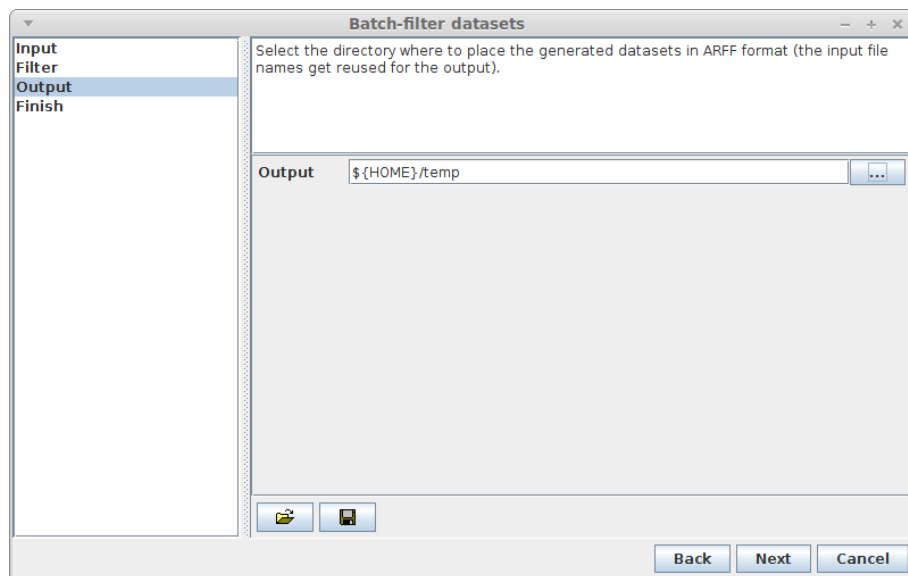 Batch-filter datasets
Input
Filter
Output
Finish
Select the directory where to place the generated datasets in ARFF format (the input file
names get reused for the output).
Output ${HOME}/temp ...
Back Next Cancel